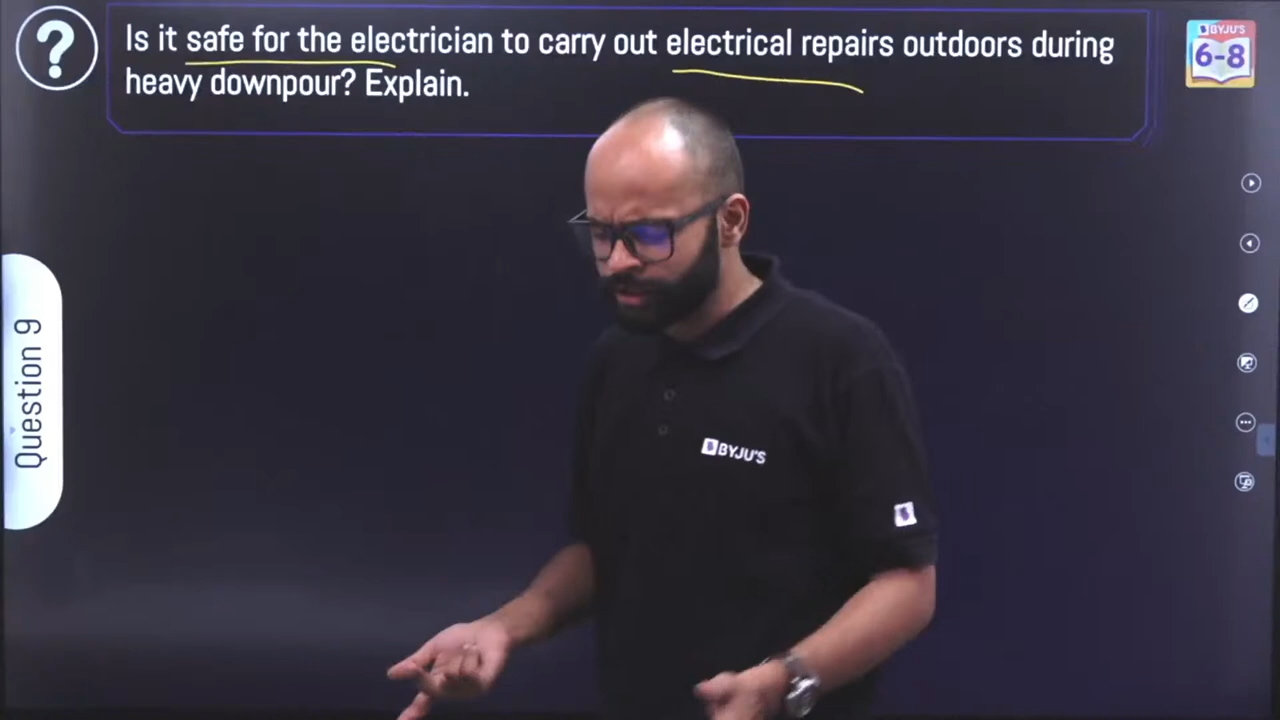 Is it safe for the electrician to carry out electrical repairs outdoors during
heavy downpour? Explain.
BYJU'S
6-8
Question 9
BYJU'S